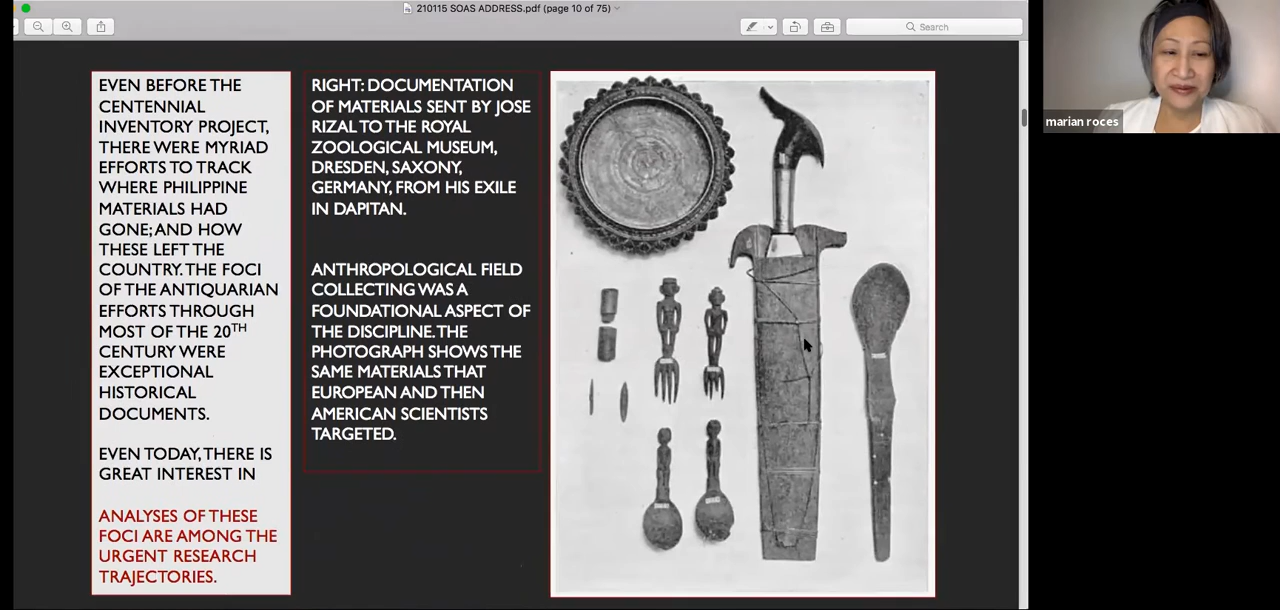 210115 SOAS ADDRESS.pdf (page 10 of 75)
Search
marian roces
EVEN BEFORE THE
CENTENNIAL
INVENTORY PROJECT,
THERE WERE MYRIAD
EFFORTS TO TRACK
WHERE PHILIPPINE
MATERIALS HAD
GONE; AND HOW
THESE LEFT THE
COUNTRY. THE FOCI
OF THE ANTIQUARIAN
EFFORTS THROUGH
MOST OF THE 20TH
CENTURY WERE
EXCEPTIONAL
HISTORICAL
DOCUMENTS.
EVEN TODAY, THERE IS
GREAT INTEREST IN
ANALYSES OF THESE
FOCI ARE AMONG THE
URGENT RESEARCH
TRAJECTORIES.
RIGHT: DOCUMENTATION
OF MATERIALS SENT BY JOSE
RIZAL TO THE ROYAL
ZOOLOGICAL MUSEUM,
DRESDEN, SAXONY,
GERMANY, FROM HIS EXILE
IN DAPITAN.
ANTHROPOLOGICAL FIELD
COLLECTING WAS A
FOUNDATIONAL ASPECT OF
THE DISCIPLINE. THE
PHOTOGRAPH SHOWS THE
SAME MATERIALS THAT
EUROPEAN AND THEN
AMERICAN SCIENTISTS
TARGETED.